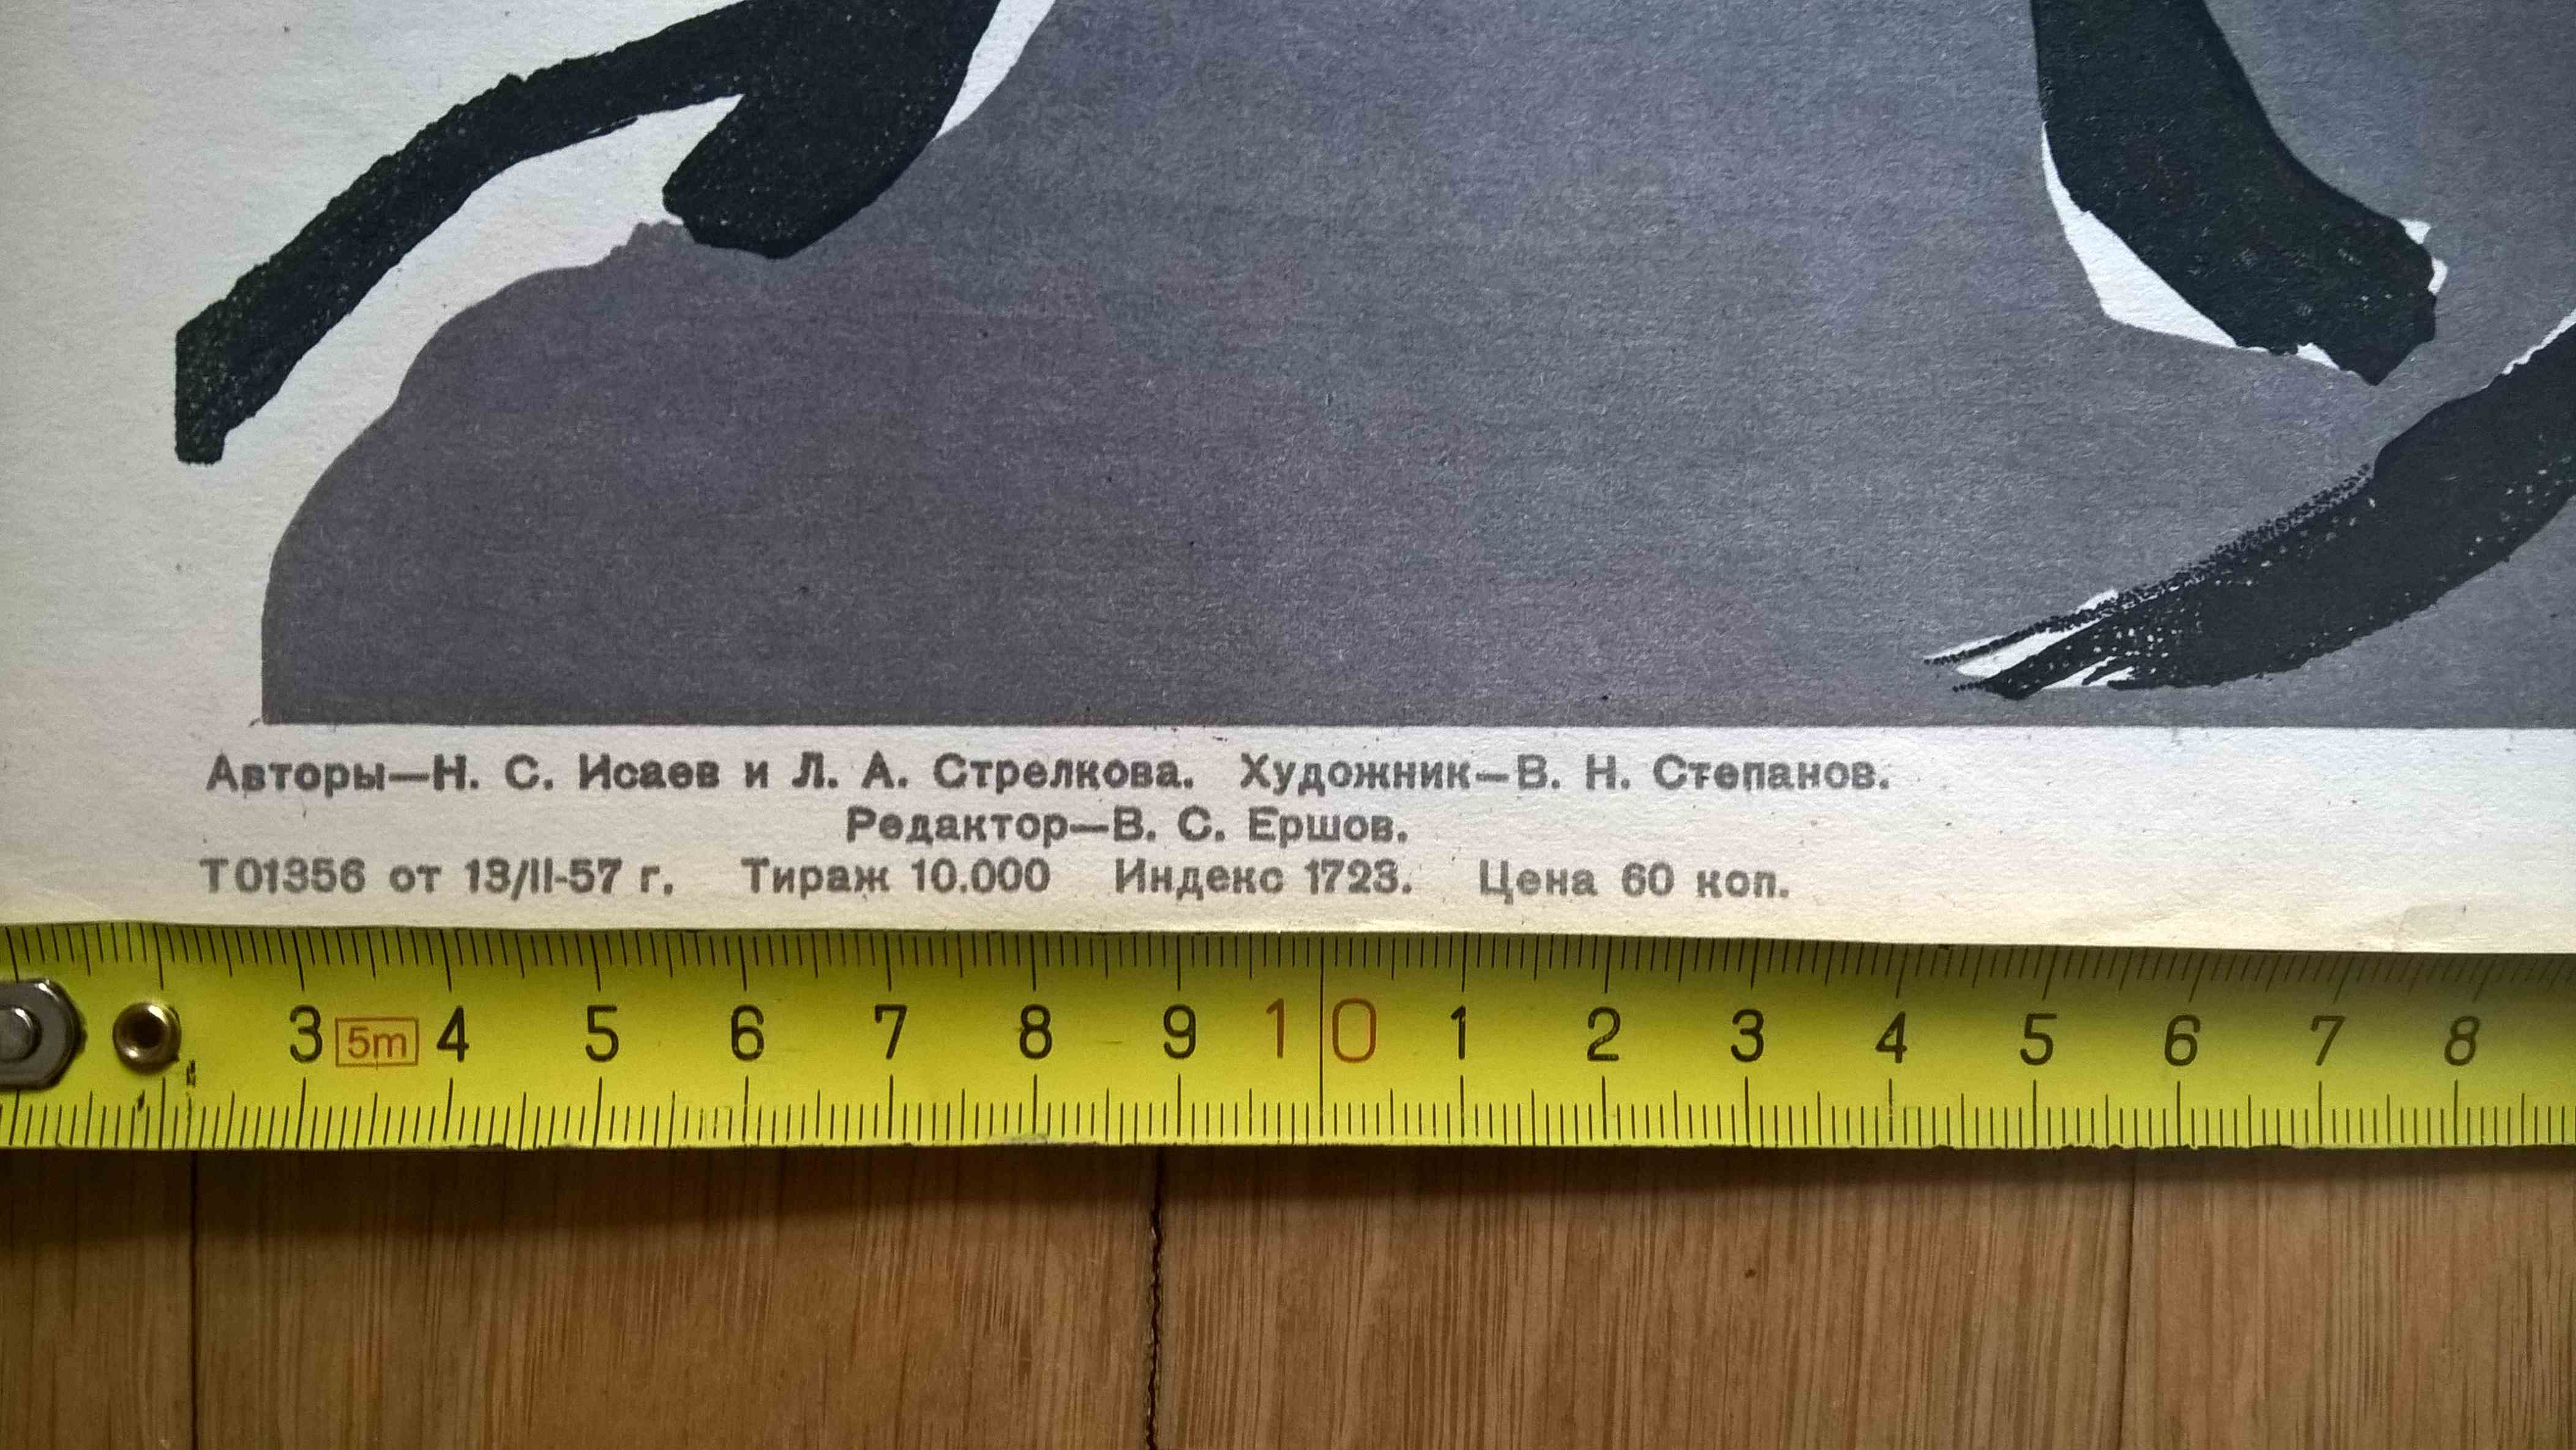 Авторы—Н. С. Исаев и Л. А. Стрелкова. Художник—В. Н. Степанов.
Редактор—В. С. Ершов.
Т01356 от 13/II-57 г. Тираж 10.000 Индекс 1723. Цена 60 коп.
3 5m 4 5 6 7 8 9 10 1 2 3 4 5 6 7 8